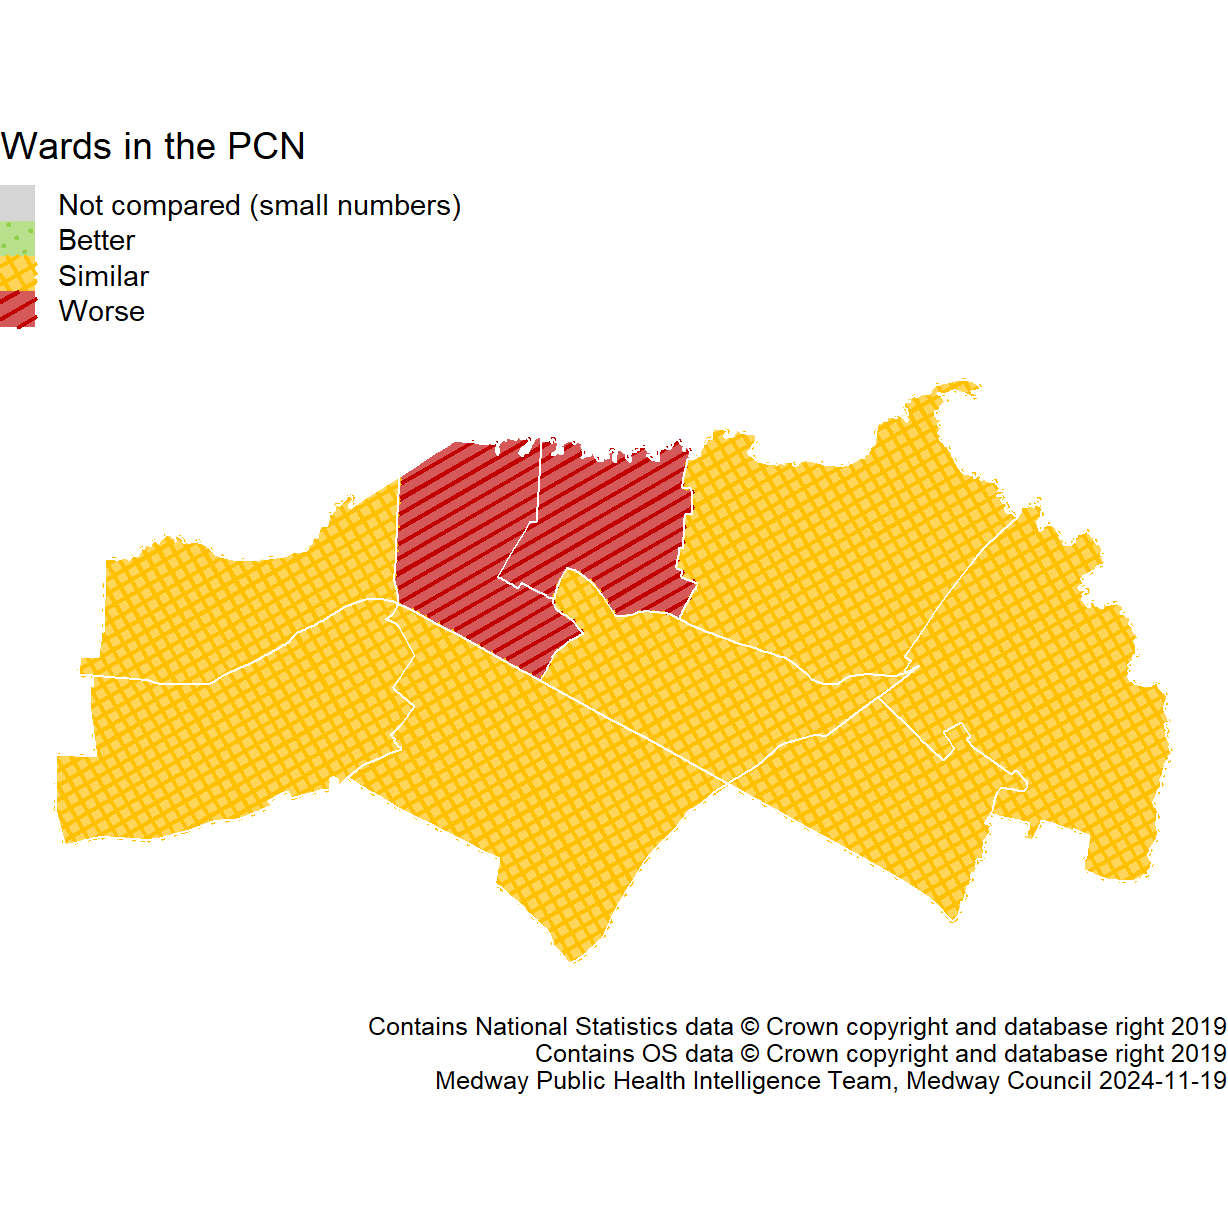 Wards in the PCN
Not compared (small numbers)
Better
Similar
Worse
Contains National Statistics data © Crown copyright and database right 2019
Contains OS data © Crown copyright and database right 2019
Medway Public Health Intelligence Team, Medway Council 2024-11-19